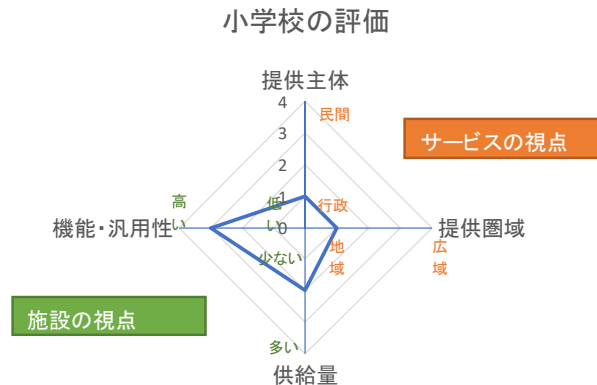 小学校の評価
提供主体
4
民間
3
サービスの視点
2
高い
低い
1
行政
機能・汎用性
0
提供圏域
少ない
地域
広域
施設の視点
多い
供給量